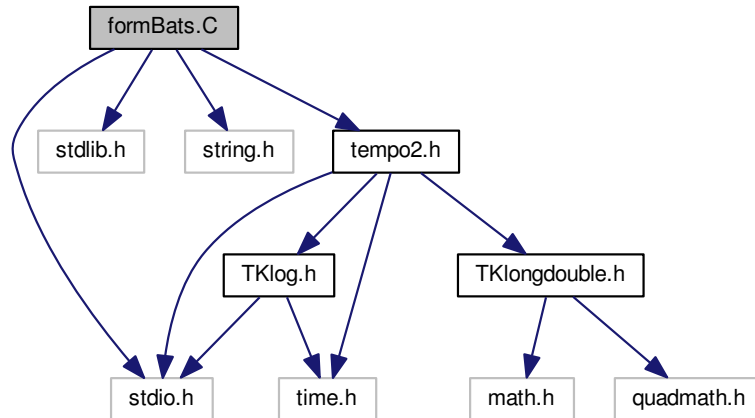 formBats.C
stdlib.h
string.h
tempo2.h
TKlog.h
TKlongdouble.h
stdio.h
time.h
math.h
quadmath.h